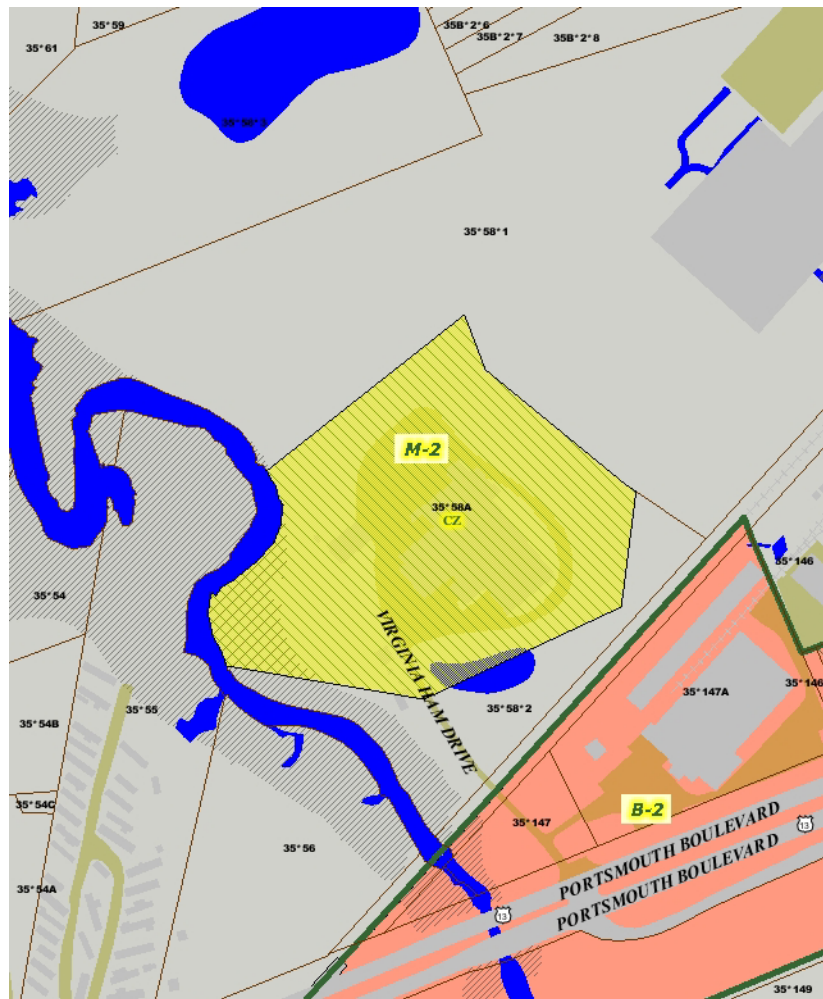 35*59
35*61
35B*2*6
35B*2*7
35B*2*8
35*58*3
35*58*1
M-2
35*58A
CZ
35*146
35*54
VIRGINIA HAM DRIVE
35*146
35*147A
35*55
35*58*2
35*54B
35*54C
B-2
35*147
PORTSMOUTH BOULEVARD
13
35*56
PORTSMOUTH BOULEVARD
35*54A
13
35*149